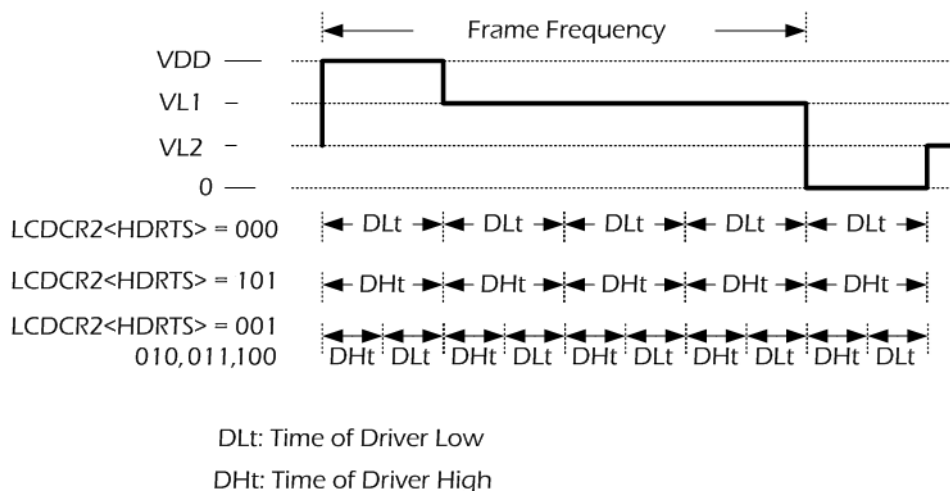 Frame Frequency
VDD
VL1
VL2
0
LCDCR2<HDRTS> = 000
DLt DLt DLt DLt DLt
LCDCR2<HDRTS> = 101
DHt DHt DHt DHt DHt
LCDCR2<HDRTS> = 001
010,011,100
DHt DLt DHt DLt DHt DLt DHt DLt DHt DLt
DLt: Time of Driver Low
DHt: Time of Driver High